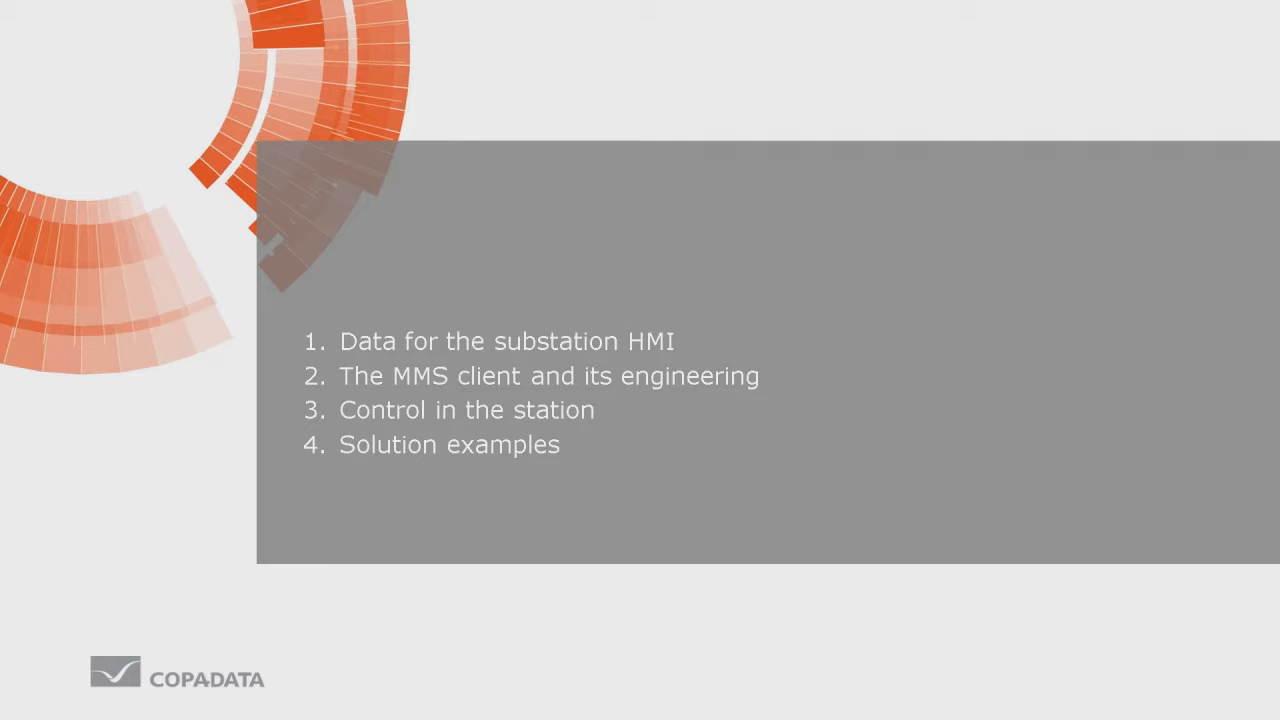 1. Data for the substation HMI
2. The MMS client and its engineering
3. Control in the station
4. Solution examples
COPADATA